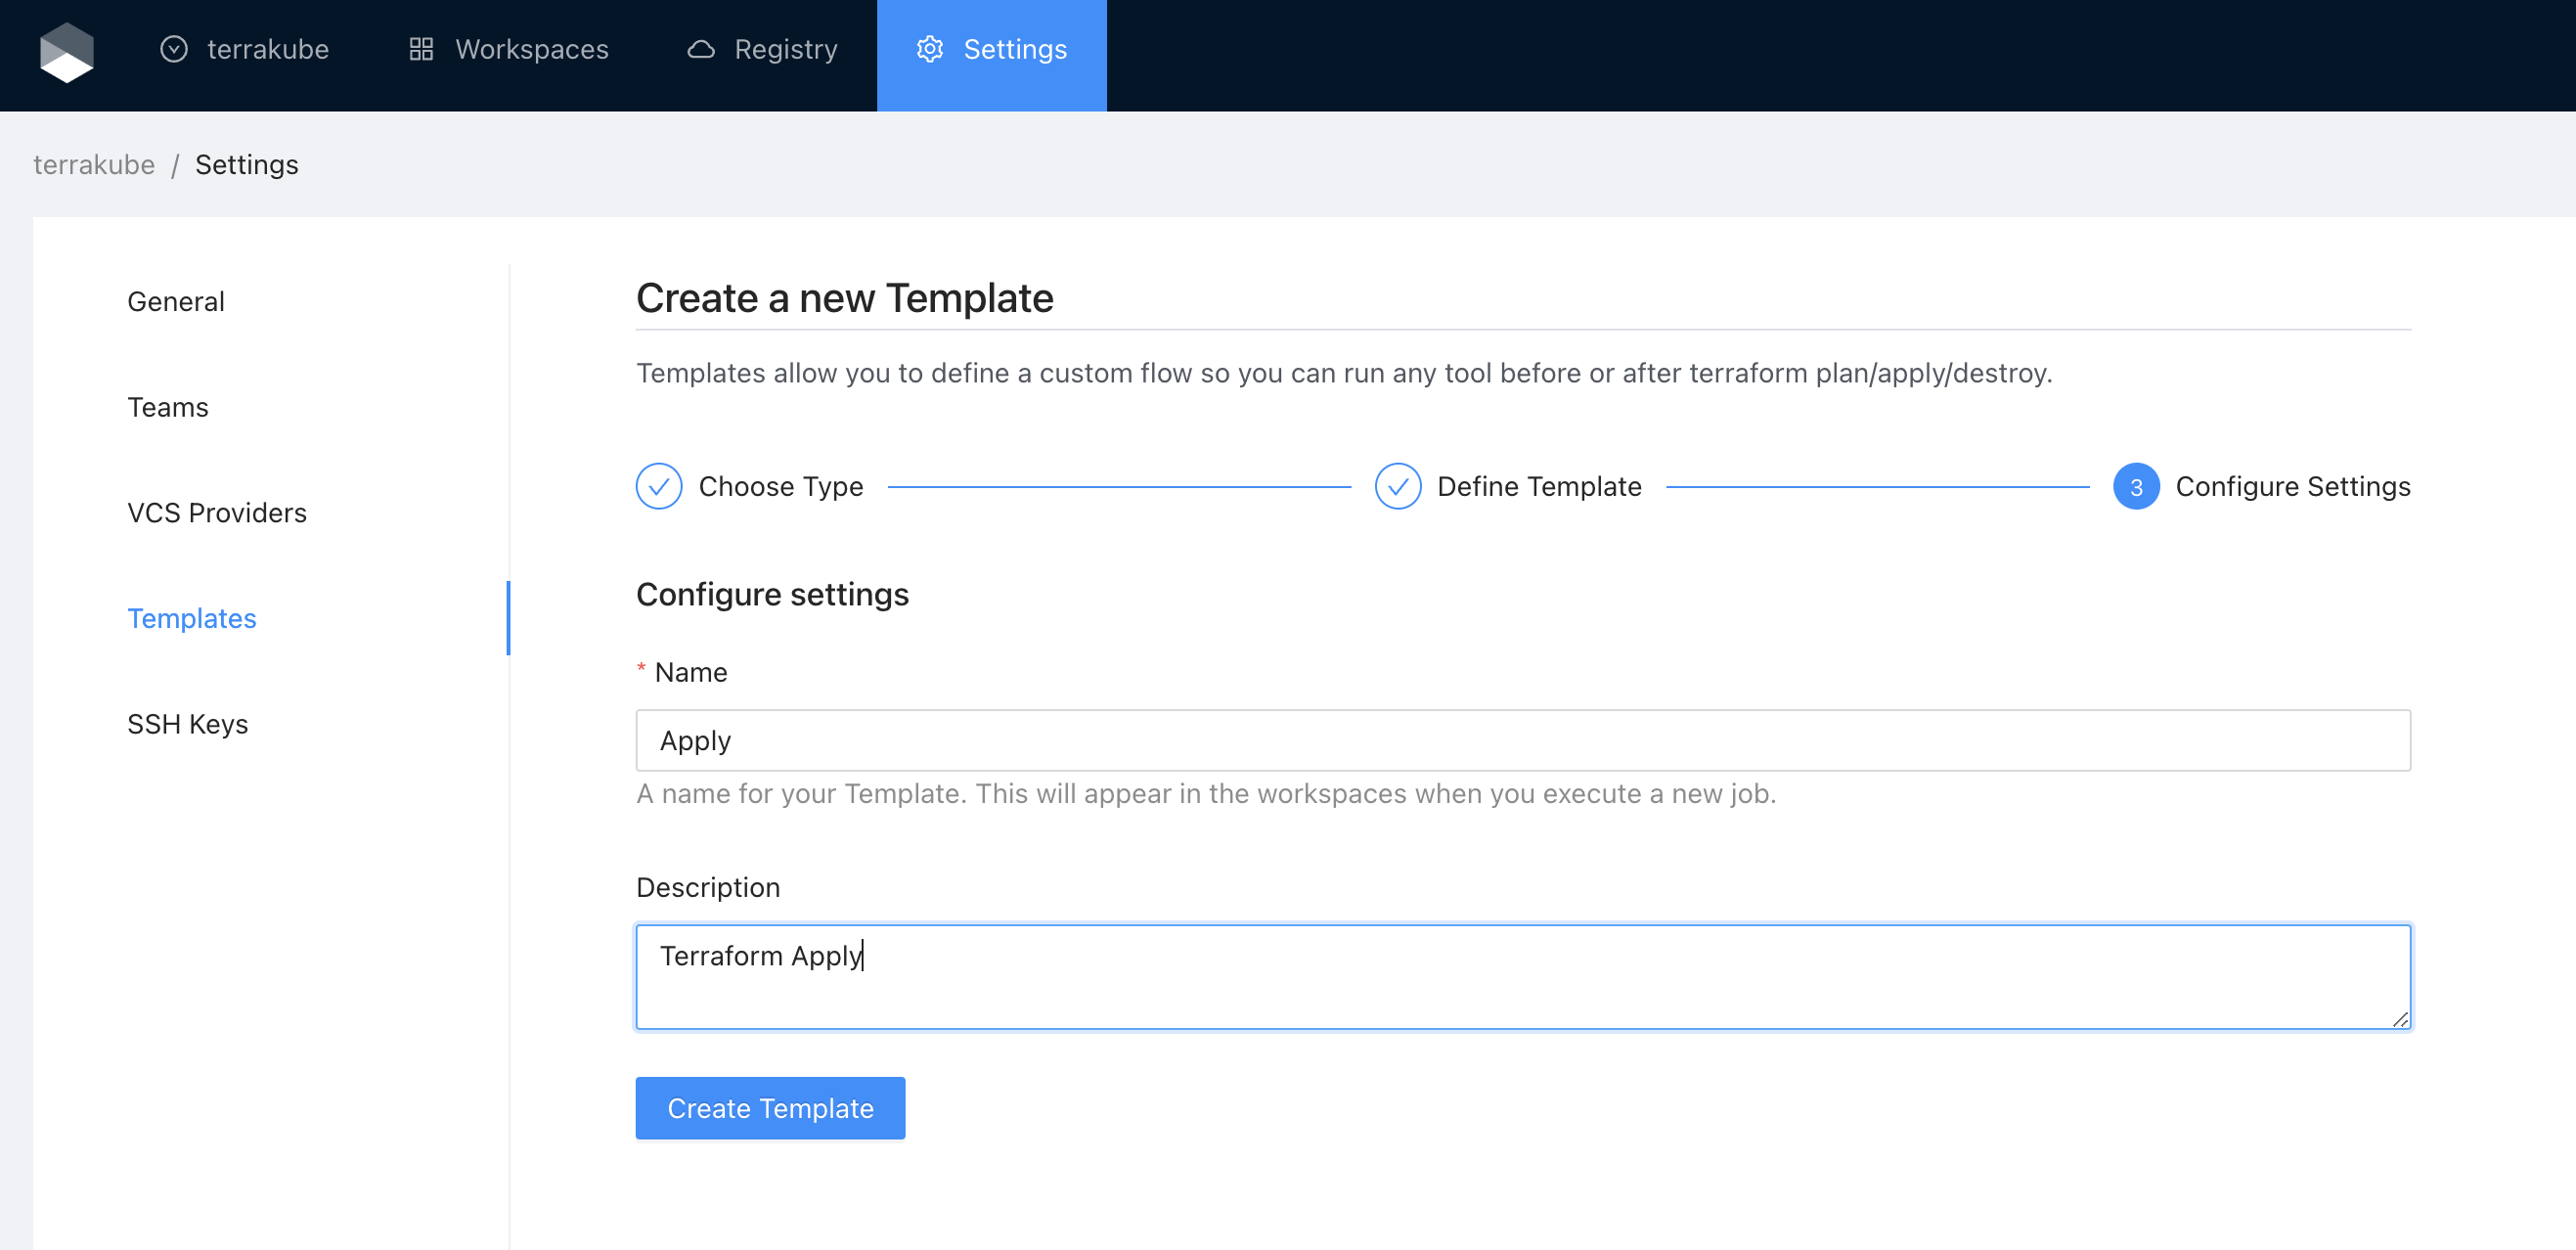 terrakube Workspaces Registry Settings
terrakube / Settings
General
Teams
VCS Providers
Templates
SSH Keys
Create a new Template
Templates allow you to define a custom flow so you can run any tool before or after terraform plan/apply/destroy.
Choose Type
Define Template
3 Configure Settings
Configure settings
* Name
Apply
A name for your Template. This will appear in the workspaces when you execute a new job.
Description
Terraform Apply
Create Template